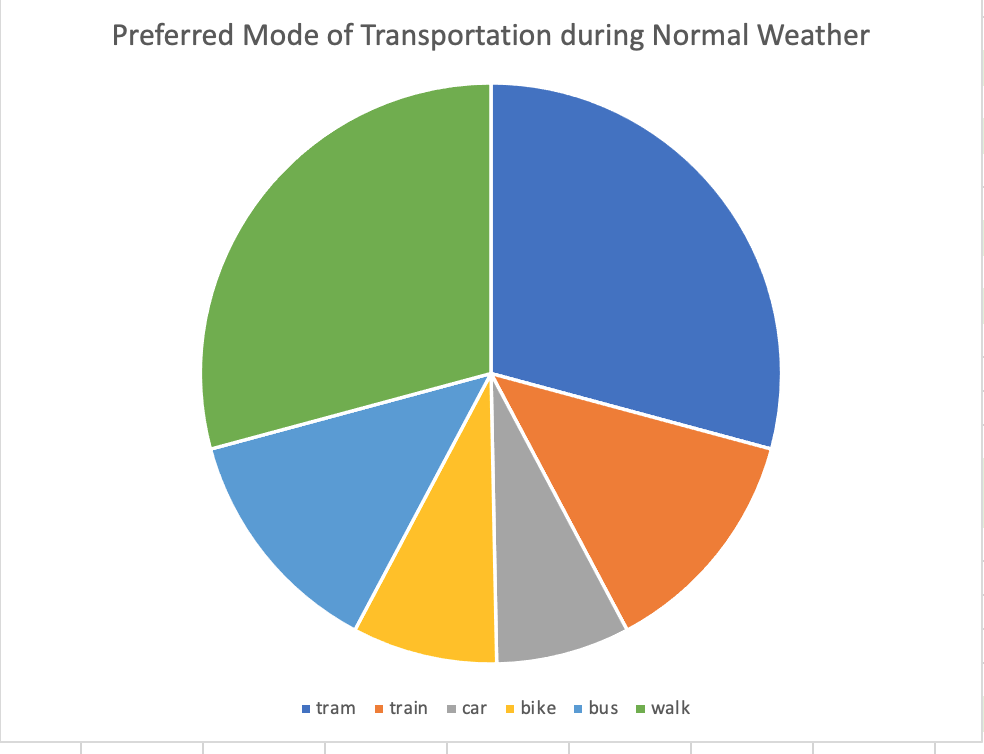 Preferred Mode of Transportation during Normal Weather
tram train car bike bus walk